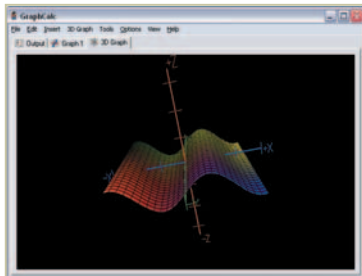 GraphCalc
File Edit Insert 3D Graph Tools Options View Help
Output Graph 1 3D Graph
+Z
+X
-Z